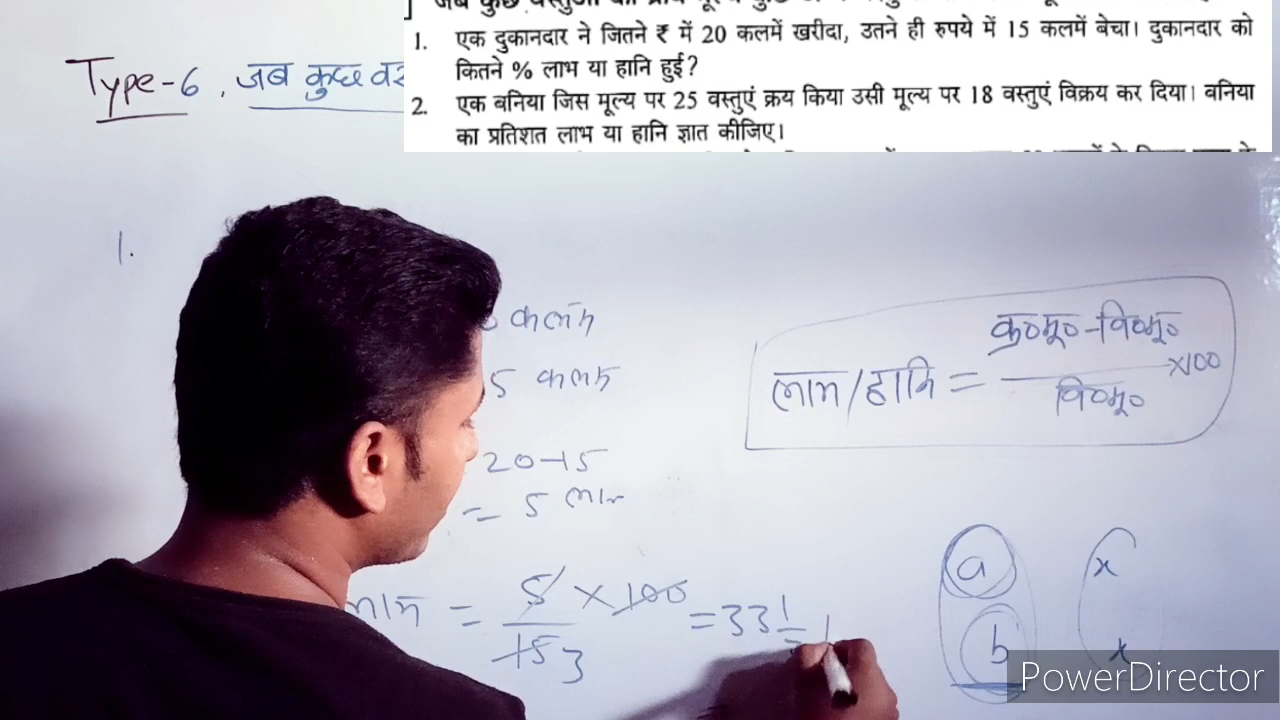 1. एक दुकानदार ने जितने ₹ में 20 कलमें खरीदा, उतने ही रुपये में 15 कलमें बेचा। दुकानदार को
कितने % लाभ या हानि हुई?
2. एक बनिया जिस मूल्य पर 25 वस्तुएं क्रय किया उसी मूल्य पर 18 वस्तुएं विक्रय कर दिया। बनिया
का प्रतिशत लाभ या हानि ज्ञात कीजिए।
Type-6, जब कुछ
1.
कलम
5 कलम
20-15
= 5 लाभ
= 5 × 100 = 33 1
15 3
क्र०मू० - वि०मू०
लाभ/हानि = ×100
वि०मू०
a x
b x
PowerDirector